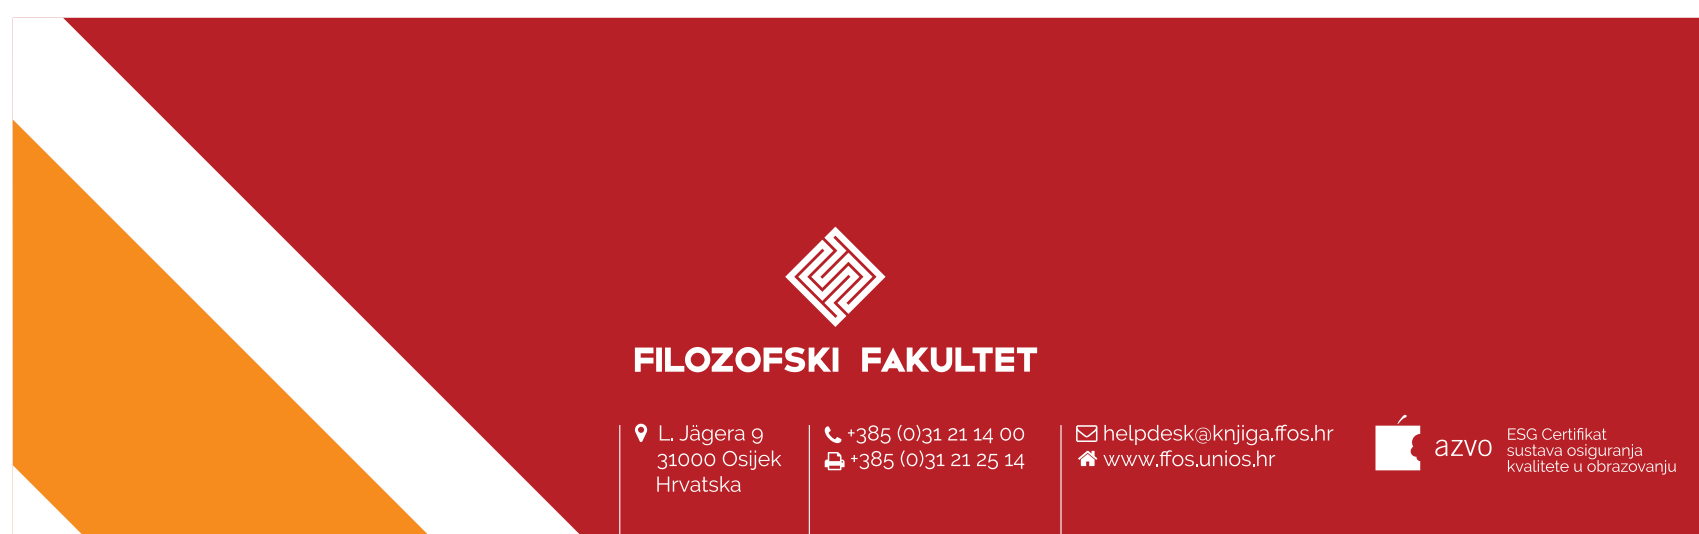 FILOZOFSKI FAKULTET
L. Jägera 9
31000 Osijek
Hrvatska
+385 (0)31 21 14 00
+385 (0)31 21 25 14
helpdesk@knjiga.ffos.hr
www.ffos.unios.hr
azvo
ESG Certifikat
sustava osiguranja
kvalitete u obrazovanju